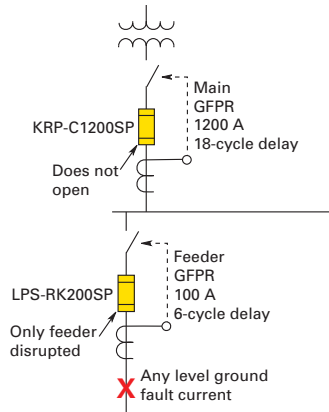 Main
GFPR
1200 A
18-cycle delay
KRP-C1200SP
Does not
open
Feeder
GFPR
100 A
6-cycle delay
LPS-RK200SP
Only feeder
disrupted
X Any level ground
fault current